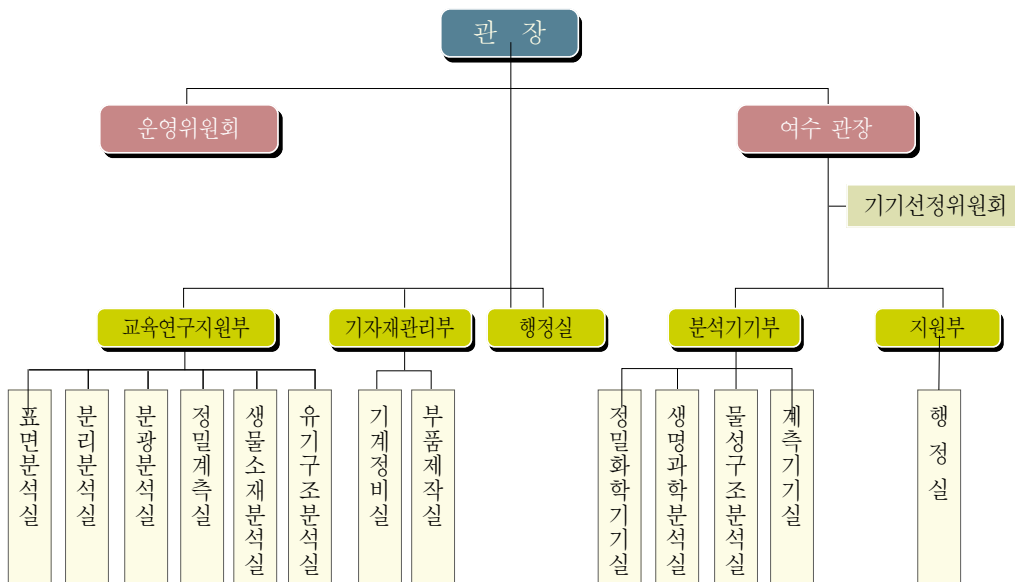 관 장
운영위원회
여수 관장
기기선정위원회
교육연구지원부
기자재관리부
행정실
분석기기부
지원부
표면분석실
분리분석실
분광분석실
정밀계측실
생물소재분석실
유기구조분석실
기계정비실
부품제작실
정밀화학기기실
생명과학분석실
물성구조분석실
계측기기실
행정실